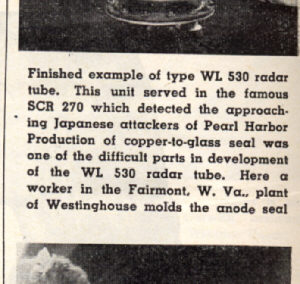 Finished example of type WL 530 radar
tube. This unit served in the famous
SCR 270 which detected the approach-
ing Japanese attackers of Pearl Harbor
Production of copper-to-glass seal was
one of the difficult parts in development
of the WL 530 radar tube. Here a
worker in the Fairmont, W. Va., plant
of Westinghouse molds the anode seal